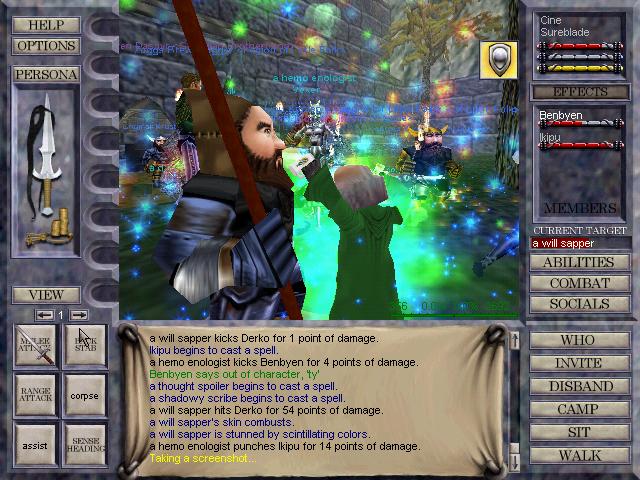 HELP
OPTIONS
PERSONA
VIEW
1
MELEE ATTACK
BACK STAB
RANGE ATTACK
corpse
assist
SENSE HEADING
a hemo enologist
a will sapper kicks Derko for 1 point of damage.
Ikipu begins to cast a spell.
a hemo enologist kicks Benbyen for 4 points of damage.
Benbyen says out of character, 'ty'
a thought spoiler begins to cast a spell.
a shadowy scribe begins to cast a spell.
a will sapper hits Derko for 54 points of damage.
a will sapper's skin combusts.
a will sapper is stunned by scintillating colors.
a hemo enologist punches Ikipu for 14 points of damage.
Taking a screenshot...
Cine
Sureblade
EFFECTS
Benbyen
Ikipu
MEMBERS
CURRENT TARGET
a will sapper
ABILITIES
COMBAT
SOCIALS
WHO
INVITE
DISBAND
CAMP
SIT
WALK